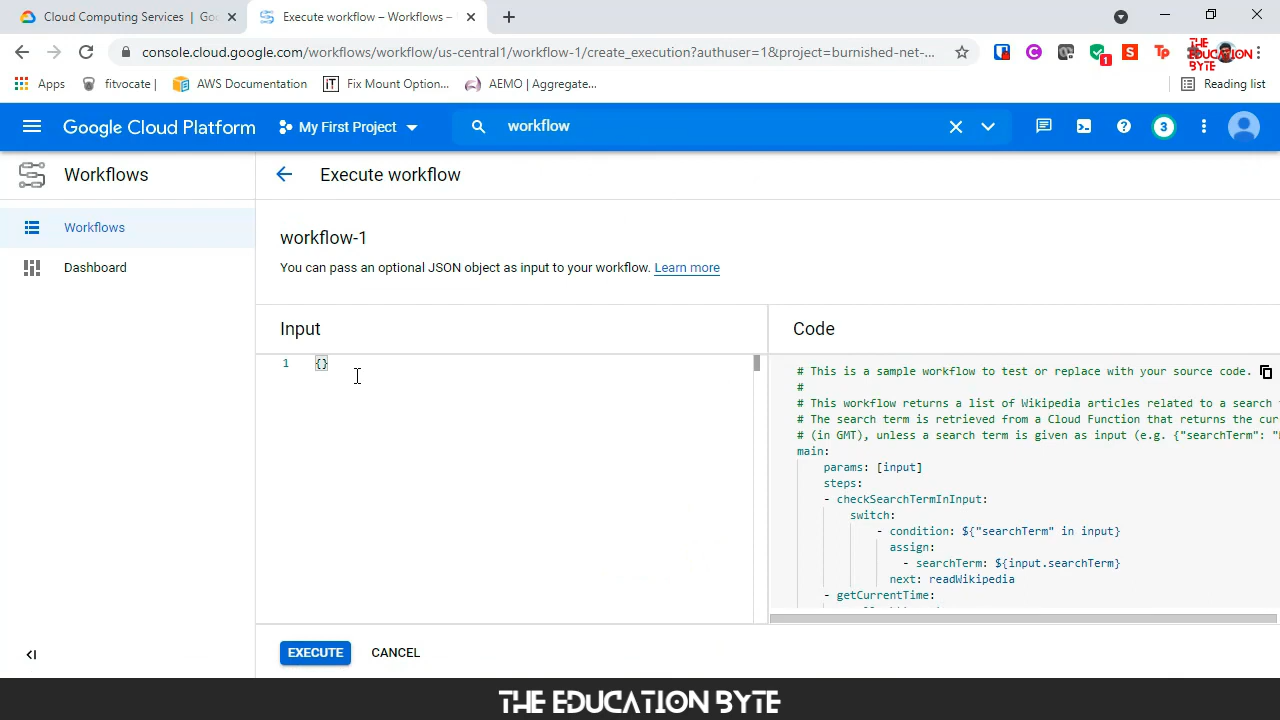 Cloud Computing Services | Go
Execute workflow – Workflows –
console.cloud.google.com/workflows/workflow/us-central1/workflow-1/create_execution?authuser=1&project=burnished-net-...
THE EDUCATION BYTE
Apps
fitvocate |
AWS Documentation
Fix Mount Option...
AEMO | Aggregate...
Reading list
Google Cloud Platform
My First Project
workflow
3
Workflows
Execute workflow
Workflows
Dashboard
workflow-1
You can pass an optional JSON object as input to your workflow. Learn more
Input
Code
1 {}
# This is a sample workflow to test or replace with your source code.
#
# This workflow returns a list of Wikipedia articles related to a search
# The search term is retrieved from a Cloud Function that returns the cur
# (in GMT), unless a search term is given as input (e.g. {"searchTerm": "
main:
params: [input]
steps:
- checkSearchTermInInput:
switch:
- condition: ${"searchTerm" in input}
assign:
- searchTerm: ${input.searchTerm}
next: readWikipedia
- getCurrentTime:
EXECUTE
CANCEL
THE EDUCATION BYTE